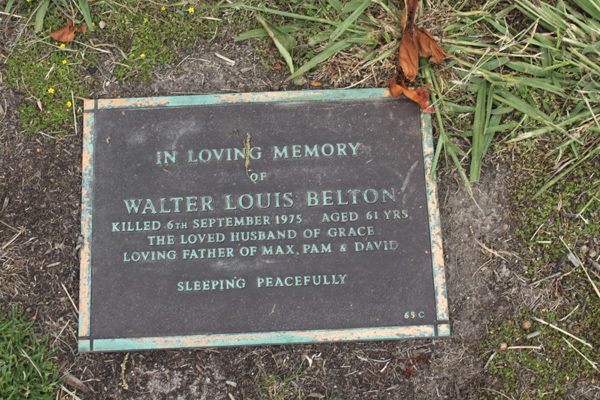 IN LOVING MEMORY
OF
WALTER LOUIS BELTON
KILLED 6TH SEPTEMBER 1975 AGED 61 YRS.
THE LOVED HUSBAND OF GRACE
LOVING FATHER OF MAX, PAM & DAVID
SLEEPING PEACEFULLY
65 C